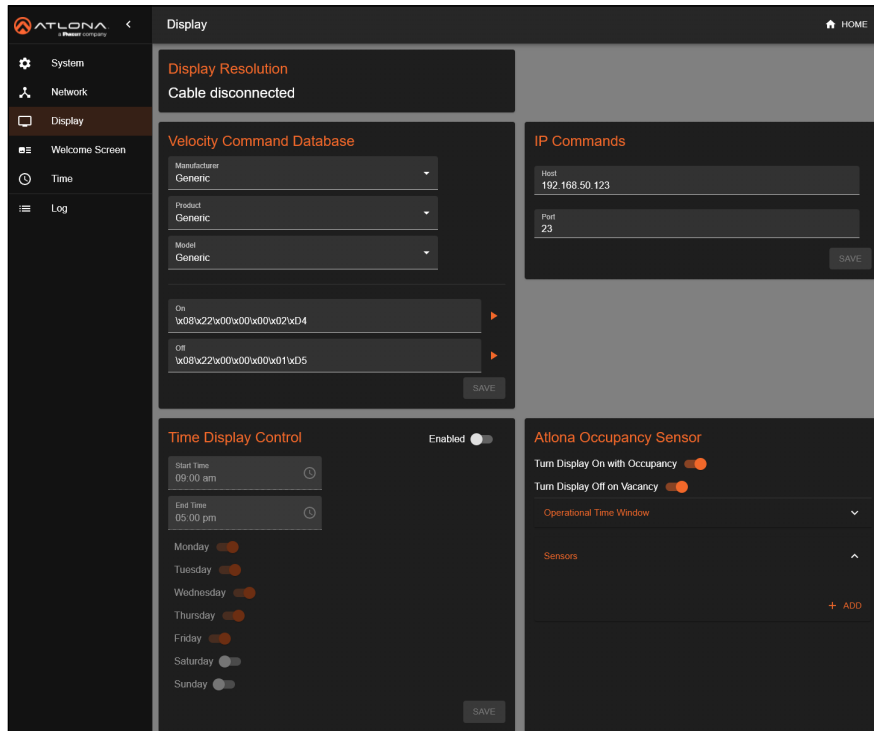 ATLONA
a Panduit company
Display
HOME
System
Network
Display
Welcome Screen
Time
Log
Display Resolution
Cable disconnected
Velocity Command Database
Manufacturer
Generic
Product
Generic
Model
Generic
On
\x08\x22\x00\x00\x00\x02\xD4
Off
\x08\x22\x00\x00\x00\x01\xD5
SAVE
IP Commands
Host
192.168.50.123
Port
23
SAVE
Time Display Control
Enabled
Start Time
09:00 am
End Time
05:00 pm
Monday
Tuesday
Wednesday
Thursday
Friday
Saturday
Sunday
SAVE
Atlona Occupancy Sensor
Turn Display On with Occupancy
Turn Display Off on Vacancy
Operational Time Window
Sensors
+ ADD